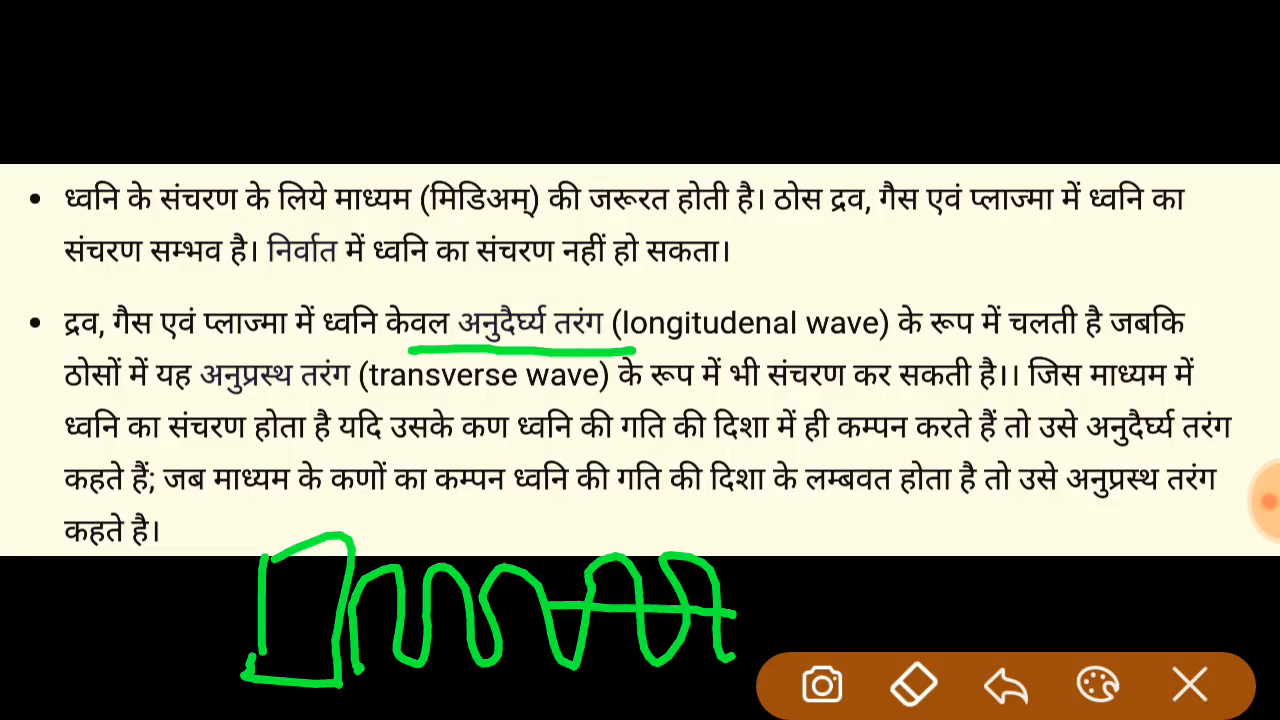 ध्वनि के संचरण के लिये माध्यम (मिडिअम्) की जरूरत होती है। ठोस द्रव, गैस एवं प्लाज्मा में ध्वनि का
संचरण सम्भव है। निर्वात में ध्वनि का संचरण नहीं हो सकता।
द्रव, गैस एवं प्लाज्मा में ध्वनि केवल अनुदैर्घ्य तरंग (longitudenal wave) के रूप में चलती है जबकि
ठोसों में यह अनुप्रस्थ तरंग (transverse wave) के रूप में भी संचरण कर सकती है।। जिस माध्यम में
ध्वनि का संचरण होता है यदि उसके कण ध्वनि की गति की दिशा में ही कम्पन करते हैं तो उसे अनुदैर्घ्य तरंग
कहते हैं; जब माध्यम के कणों का कम्पन ध्वनि की गति की दिशा के लम्बवत होता है तो उसे अनुप्रस्थ तरंग
कहते है।